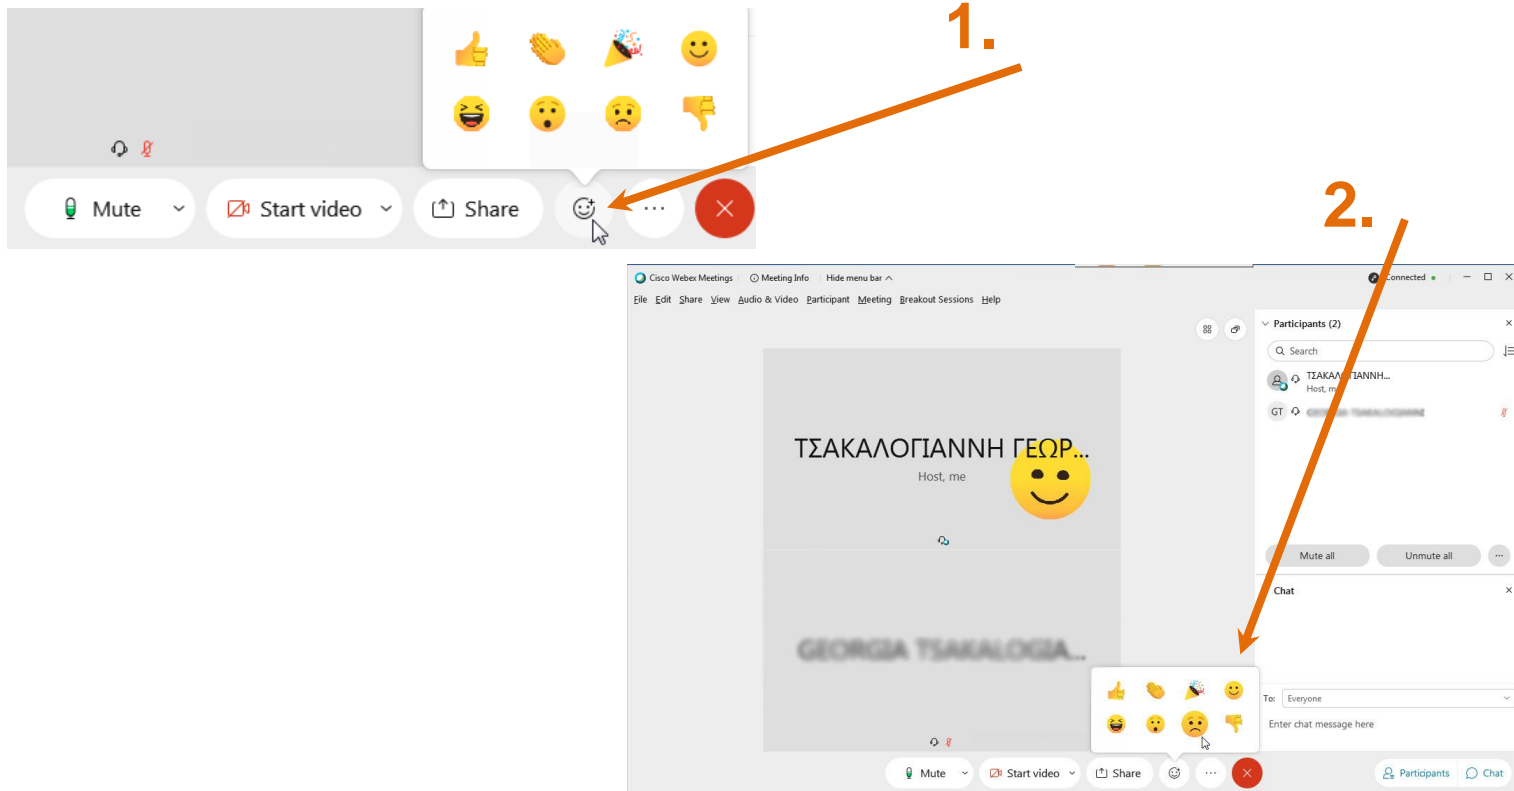 1.
Mute
Start video
Share
2.
Cisco Webex Meetings
Meeting Info
Hide menu bar
Connected
File Edit Share View Audio & Video Participant Meeting Breakout Sessions Help
Participants (2)
Search
Host, me
GT
ΤΣΑΚΑΛΟΓΙΑΝΝΗ ΓΕΩΡ...
Host, me
Mute all
Unmute all
Chat
GEORGIA TSAKALOGIA...
To: Everyone
Enter chat message here
Mute
Start video
Share
Participants
Chat